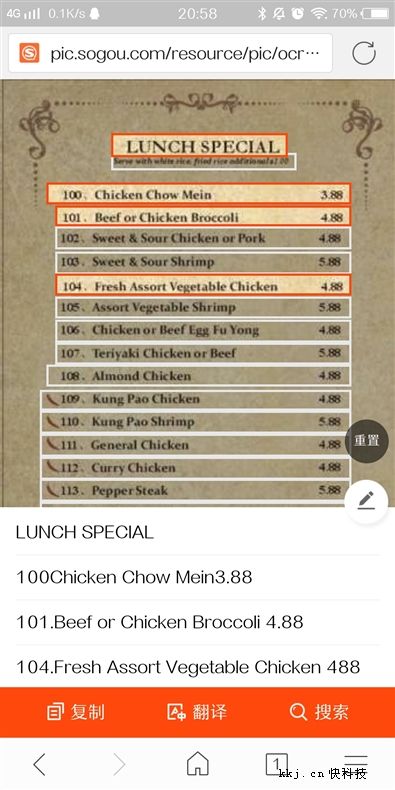 4G 0.1K/s 20:58 70%
pic.sogou.com/resource/pic/ocr···
LUNCH SPECIAL
Serve with white rice, fried rice additional$1.00
100、Chicken Chow Mein 3.88
101、Beef or Chicken Broccoli 4.88
102、Sweet & Sour Chicken or Pork 4.88
103、Sweet & Sour Shrimp 5.88
104、Fresh Assort Vegetable Chicken 4.88
105、Assort Vegetable Shrimp 5.88
106、Chicken or Beef Egg Fu Yong 4.88
107、Teriyaki Chicken or Beef 5.88
108、Almond Chicken 4.88
109、Kung Pao Chicken 4.88
110、Kung Pao Shrimp 5.88
111、General Chicken 4.88
112、Curry Chicken 4.88
113、Pepper Steak 5.88
重置
LUNCH SPECIAL
100Chicken Chow Mein3.88
101.Beef or Chicken Broccoli 4.88
104.Fresh Assort Vegetable Chicken 488
复制 翻译 搜索
1
kkj.cn 快科技